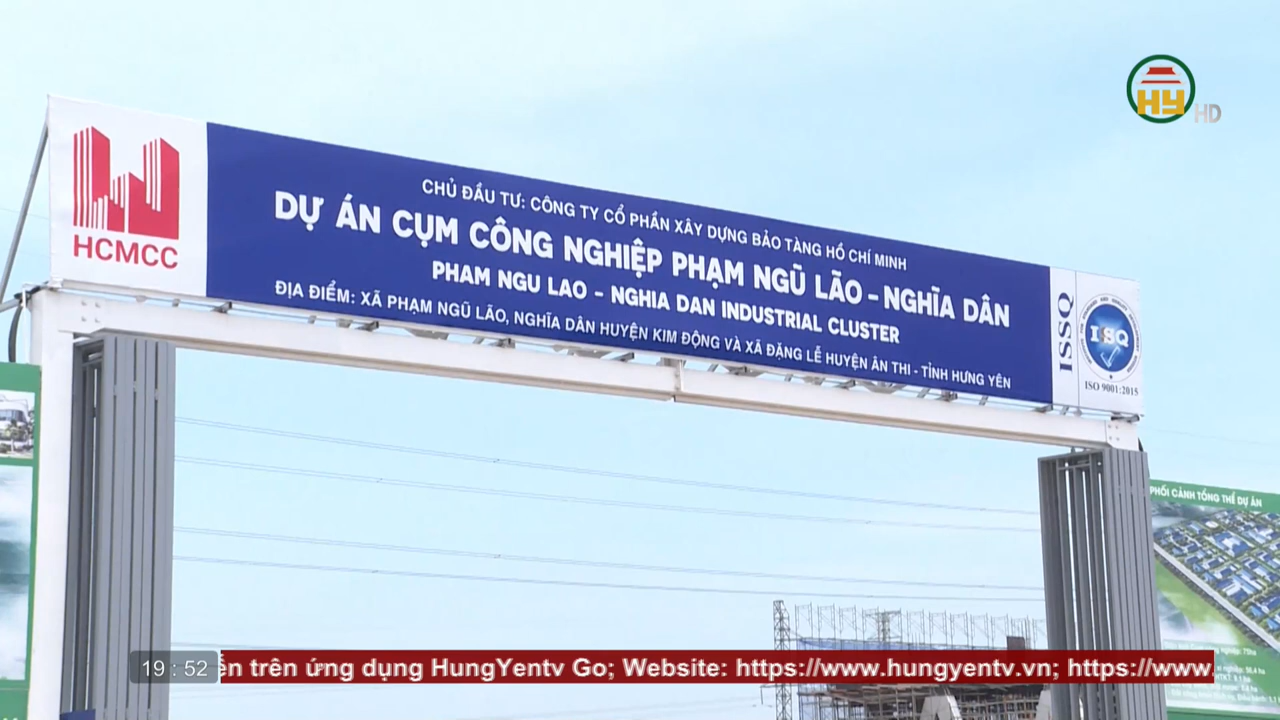 HY HD
HCMCC
CHỦ ĐẦU TƯ: CÔNG TY CỔ PHẦN XÂY DỰNG BẢO TÀNG HỒ CHÍ MINH
DỰ ÁN CỤM CÔNG NGHIỆP PHẠM NGŨ LÃO – NGHĨA DÂN
PHAM NGU LAO – NGHIA DAN INDUSTRIAL CLUSTER
ĐỊA ĐIỂM: XÃ PHẠM NGŨ LÃO, NGHĨA DÂN HUYỆN KIM ĐỘNG VÀ XÃ ĐẶNG LỄ HUYỆN ÂN THI - TỈNH HƯNG YÊN
ISSQ
ISSQ
ISO 9001:2015
PHỐI CẢNH TỔNG THỂ DỰ ÁN
19 : 52
ền trên ứng dụng HungYentv Go; Website: https://www.hungyentv.vn; https://www.